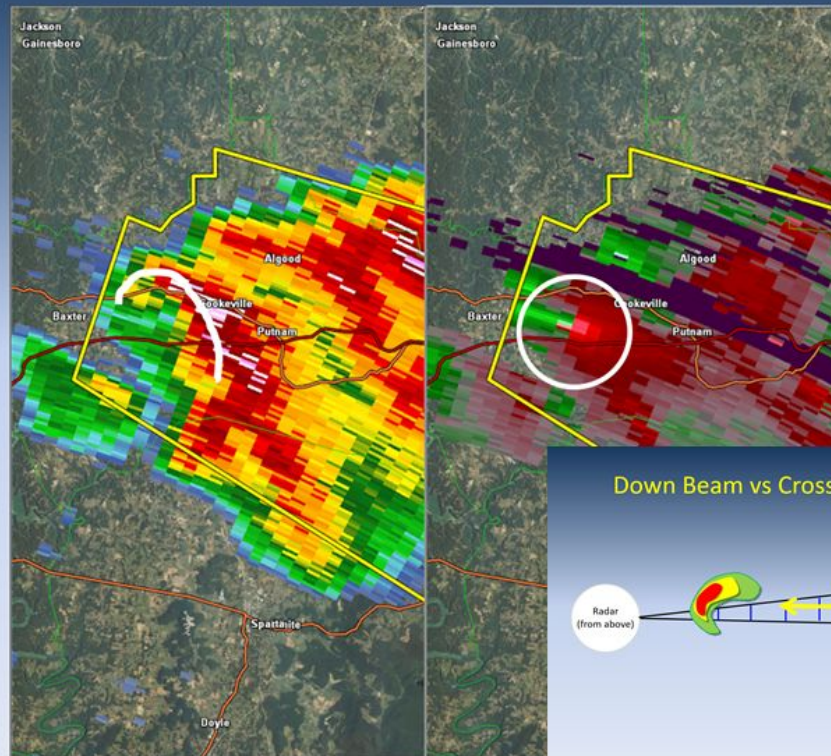 Jackson
Gainesboro
Algood
Cookeville
Baxter
Putnam
Doyle
Jackson
Gainesboro
Algood
Cookeville
Baxter
Putnam
Down Beam vs Cross
Radar
(from above)